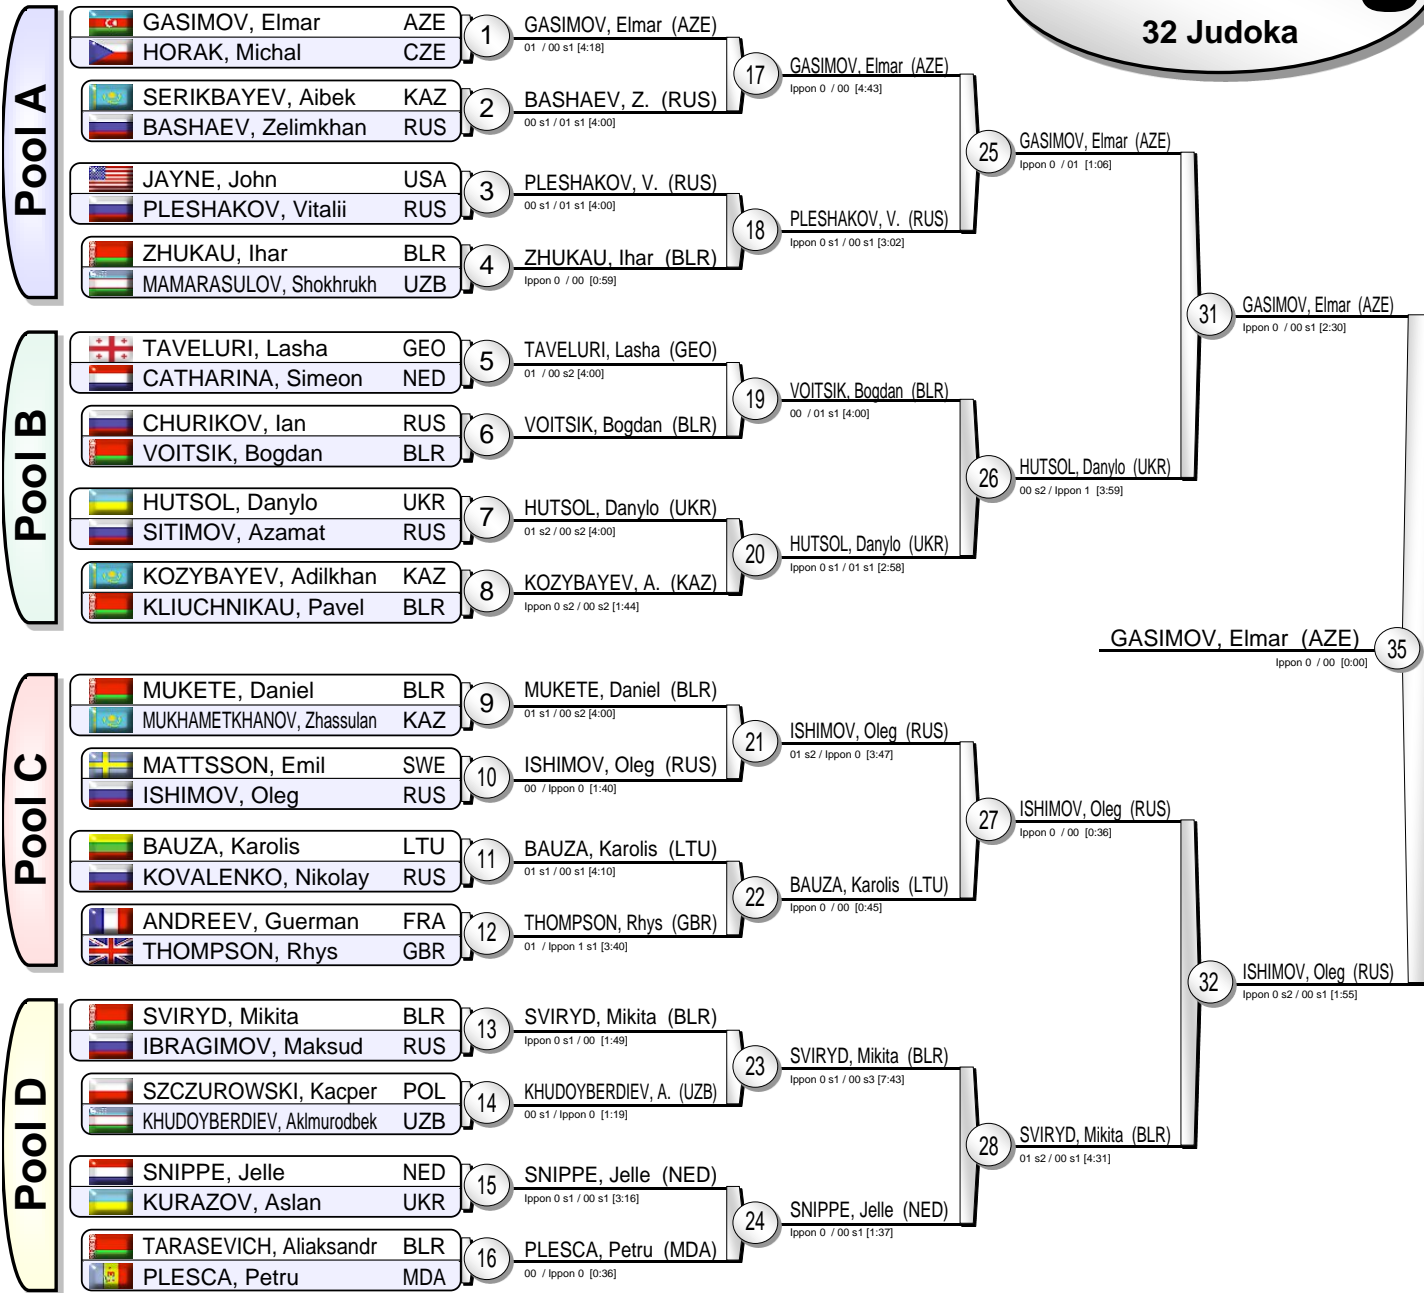 32 Judoka
Pool A
GASIMOV, Elmar AZE
HORAK, Michal CZE
1
SERIKBAYEV, Aibek KAZ
BASHAEV, Zelimkhan RUS
2
JAYNE, John USA
PLESHAKOV, Vitalii RUS
3
ZHUKAU, Ihar BLR
MAMARASULOV, Shokhrukh UZB
4
Pool B
TAVELURI, Lasha GEO
CATHARINA, Simeon NED
5
CHURIKOV, Ian RUS
VOITSIK, Bogdan BLR
6
HUTSOL, Danylo UKR
SITIMOV, Azamat RUS
7
KOZYBAYEV, Adilkhan KAZ
KLIUCHNIKAU, Pavel BLR
8
Pool C
MUKETE, Daniel BLR
MUKHAMETKHANOV, Zhassulan KAZ
9
MATTSSON, Emil SWE
ISHIMOV, Oleg RUS
10
BAUZA, Karolis LTU
KOVALENKO, Nikolay RUS
11
ANDREEV, Guerman FRA
THOMPSON, Rhys GBR
12
Pool D
SVIRYD, Mikita BLR
IBRAGIMOV, Maksud RUS
13
SZCZUROWSKI, Kacper POL
KHUDOYBERDIEV, Aklmurodbek UZB
14
SNIPPE, Jelle NED
KURAZOV, Aslan UKR
15
TARASEVICH, Aliaksandr BLR
PLESCA, Petru MDA
16
GASIMOV, Elmar (AZE)
01 / 00 s1 [4:18]
BASHAEV, Z. (RUS)
00 s1 / 01 s1 [4:00]
17
PLESHAKOV, V. (RUS)
00 s1 / 01 s1 [4:00]
ZHUKAU, Ihar (BLR)
Ippon 0 / 00 [0:59]
18
TAVELURI, Lasha (GEO)
01 / 00 s2 [4:00]
VOITSIK, Bogdan (BLR)
19
HUTSOL, Danylo (UKR)
01 s2 / 00 s2 [4:00]
KOZYBAYEV, A. (KAZ)
Ippon 0 s2 / 00 s2 [1:44]
20
MUKETE, Daniel (BLR)
01 s1 / 00 s2 [4:00]
ISHIMOV, Oleg (RUS)
00 / Ippon 0 [1:40]
21
BAUZA, Karolis (LTU)
01 s1 / 00 s1 [4:10]
THOMPSON, Rhys (GBR)
01 / Ippon 1 s1 [3:40]
22
SVIRYD, Mikita (BLR)
Ippon 0 s1 / 00 [1:49]
KHUDOYBERDIEV, A. (UZB)
00 s1 / Ippon 0 [1:19]
23
SNIPPE, Jelle (NED)
Ippon 0 s1 / 00 s1 [3:16]
PLESCA, Petru (MDA)
00 / Ippon 0 [0:36]
24
GASIMOV, Elmar (AZE)
Ippon 0 / 00 [4:43]
PLESHAKOV, V. (RUS)
Ippon 0 s1 / 00 s1 [3:02]
25
VOITSIK, Bogdan (BLR)
00 / 01 s1 [4:00]
HUTSOL, Danylo (UKR)
Ippon 0 s1 / 01 s1 [2:58]
26
ISHIMOV, Oleg (RUS)
01 s2 / Ippon 0 [3:47]
BAUZA, Karolis (LTU)
Ippon 0 / 00 [0:45]
27
SVIRYD, Mikita (BLR)
Ippon 0 s1 / 00 s3 [7:43]
SNIPPE, Jelle (NED)
Ippon 0 / 00 s1 [1:37]
28
GASIMOV, Elmar (AZE)
Ippon 0 / 01 [1:06]
HUTSOL, Danylo (UKR)
00 s2 / Ippon 1 [3:59]
31
ISHIMOV, Oleg (RUS)
Ippon 0 / 00 [0:36]
SVIRYD, Mikita (BLR)
01 s2 / 00 s1 [4:31]
32
GASIMOV, Elmar (AZE)
Ippon 0 / 00 s1 [2:30]
ISHIMOV, Oleg (RUS)
Ippon 0 s2 / 00 s1 [1:55]
GASIMOV, Elmar (AZE)
Ippon 0 / 00 [0:00]
35